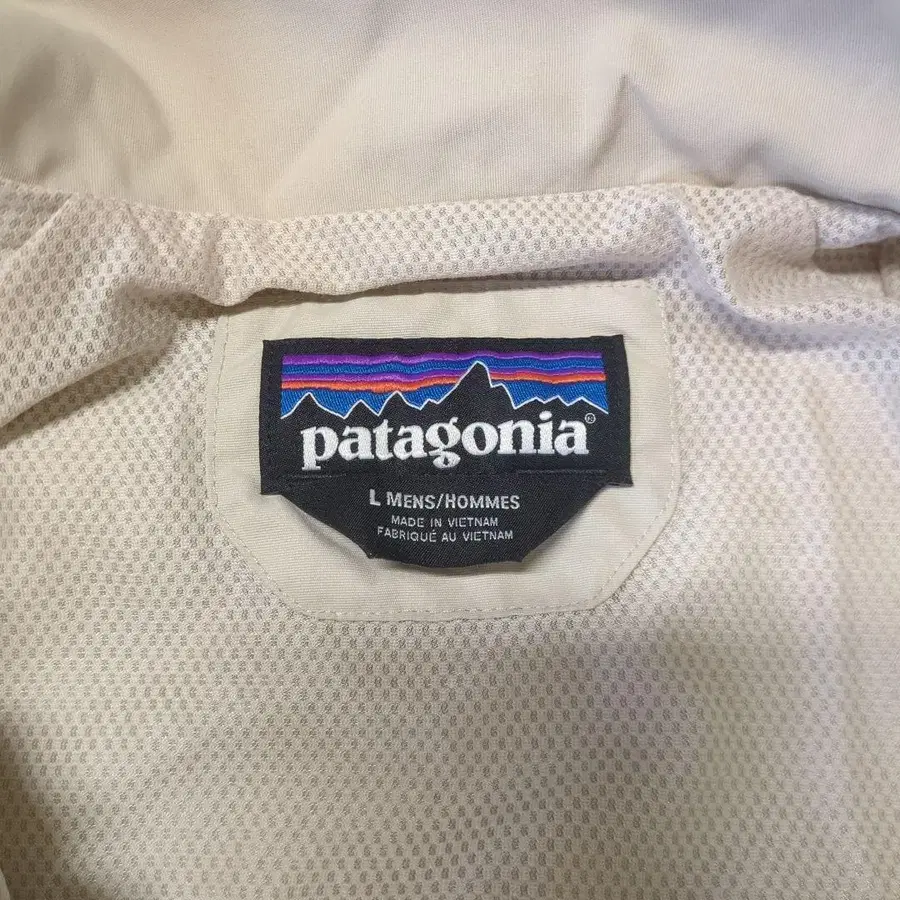 patagonia®
L MENS/HOMMES
MADE IN VIETNAM
FABRIQUÉ AU VIETNAM